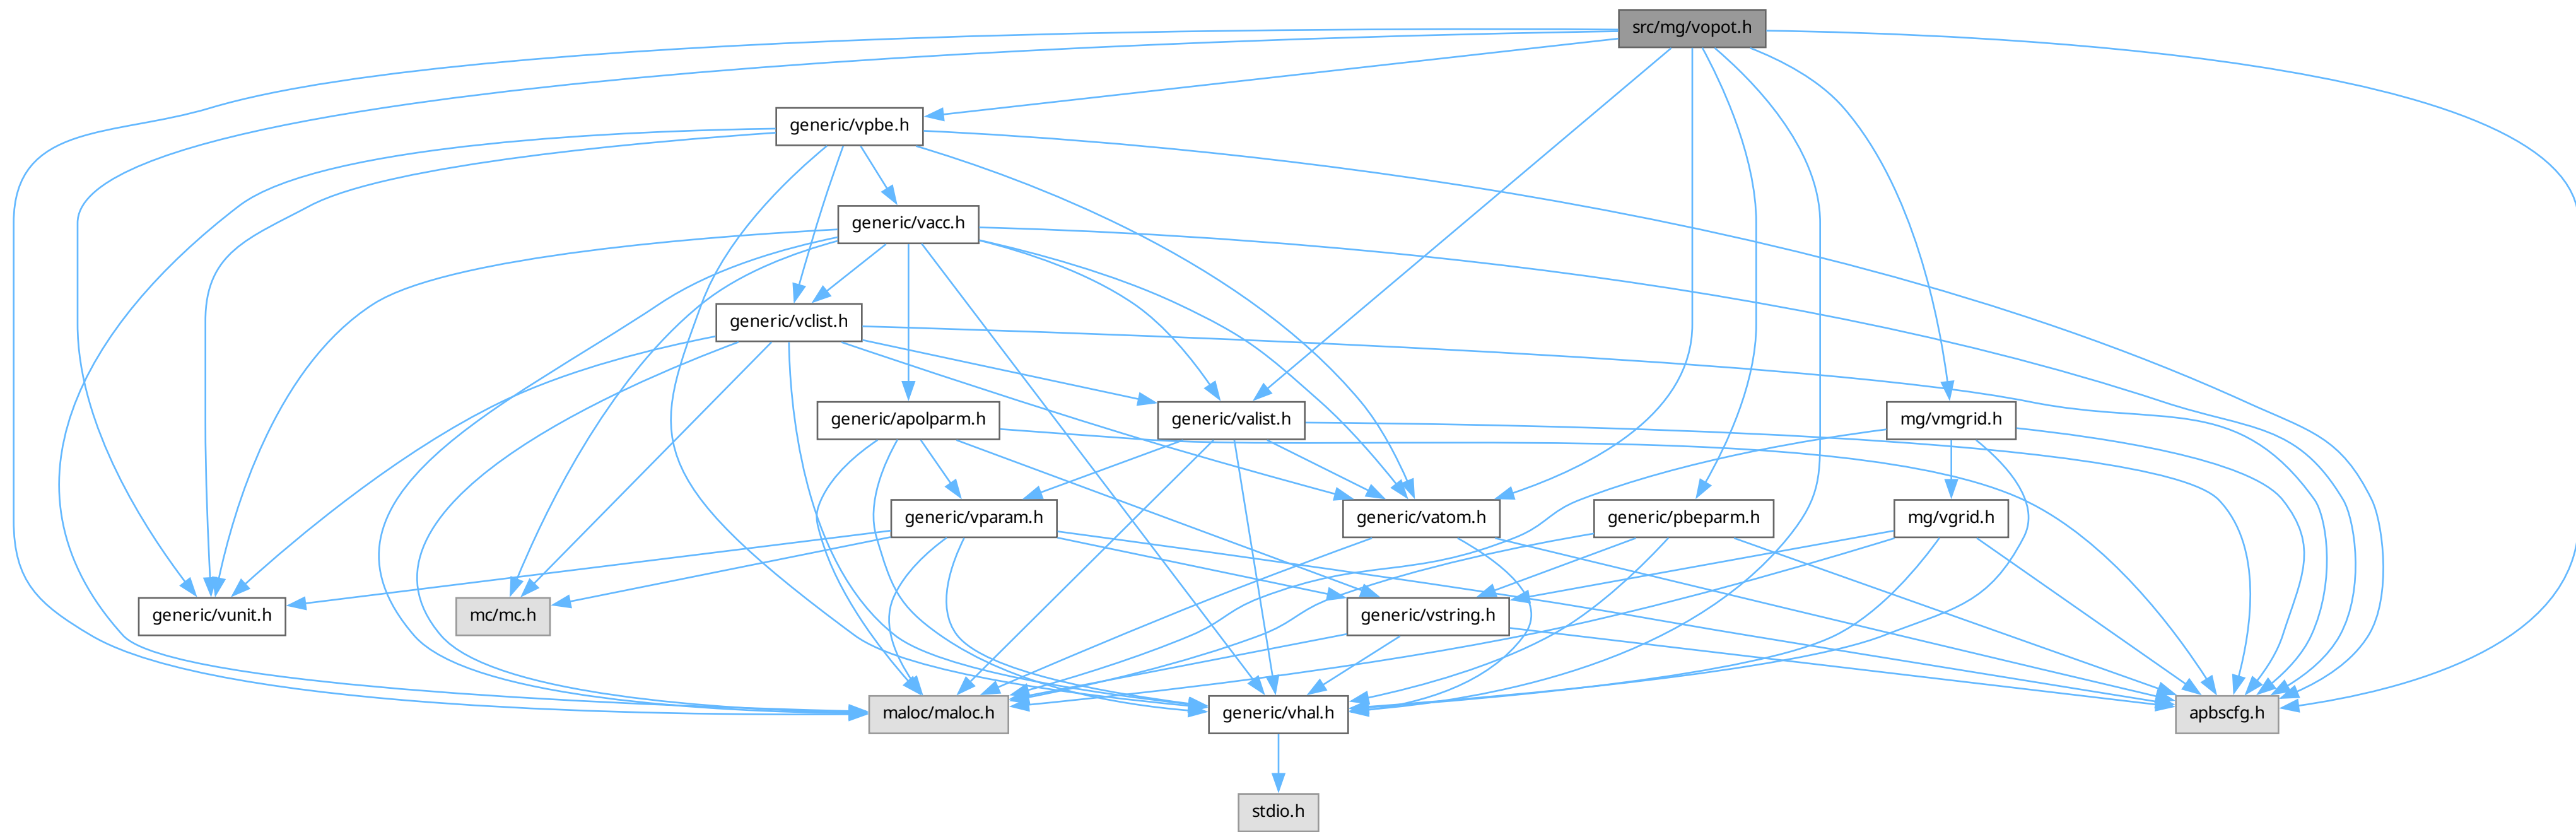 src/mg/vopot.h
generic/vpbe.h
generic/vacc.h
generic/vclist.h
generic/apolparm.h
generic/valist.h
mg/vmgrid.h
generic/vparam.h
generic/vatom.h
generic/pbeparm.h
mg/vgrid.h
generic/vunit.h
mc/mc.h
generic/vstring.h
maloc/maloc.h
generic/vhal.h
apbscfg.h
stdio.h